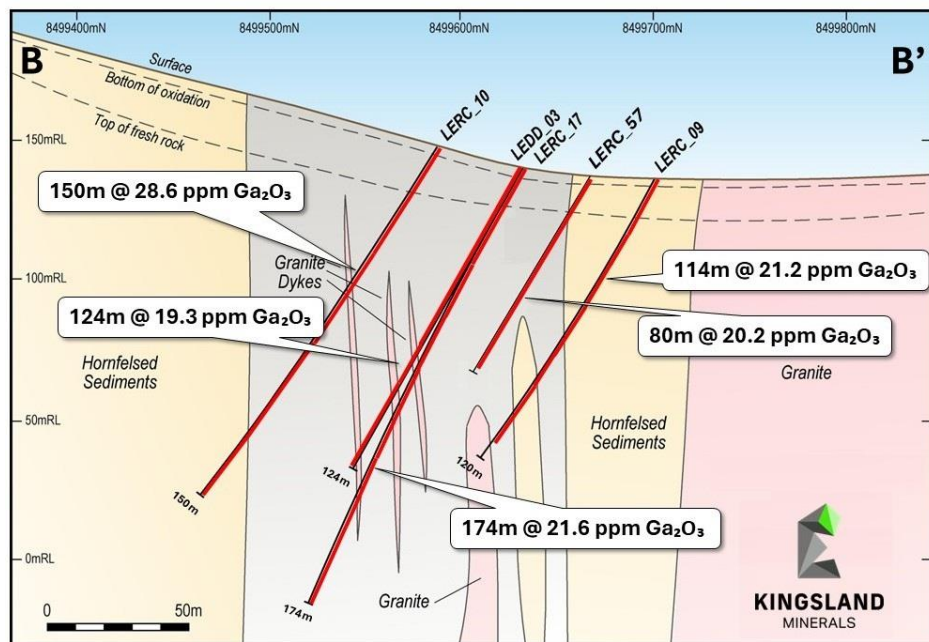 8499400mN
8499500mN
8499600mN
8499700mN
8499800mN
B
B’
Surface
Bottom of oxidation
Top of fresh rock
LERC_10
LEDD_03
LERC_17
LERC_57
LERC_09
150mRL
150m @ 28.6 ppm Ga₂O₃
Granite
Dykes
100mRL
114m @ 21.2 ppm Ga₂O₃
124m @ 19.3 ppm Ga₂O₃
80m @ 20.2 ppm Ga₂O₃
Hornfelsed
Sediments
Granite
50mRL
Hornfelsed
Sediments
124m
120m
150m
174m @ 21.6 ppm Ga₂O₃
0mRL
Granite
174m
0
50m
KINGSLAND
MINERALS